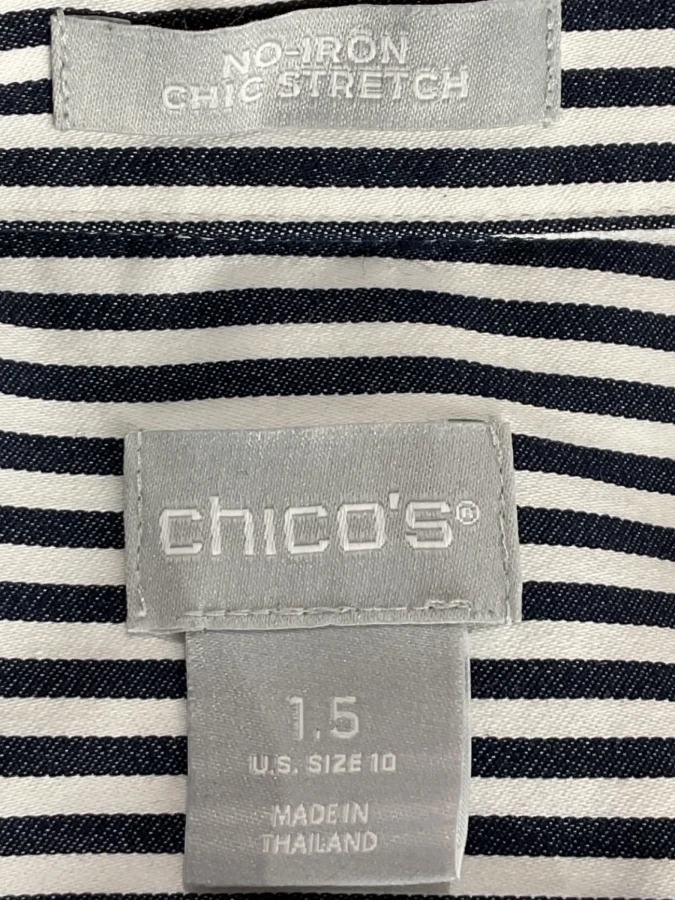 NO-IRON
CHIC STRETCH
chico's®
1.5
U.S. SIZE 10
MADE IN
THAILAND